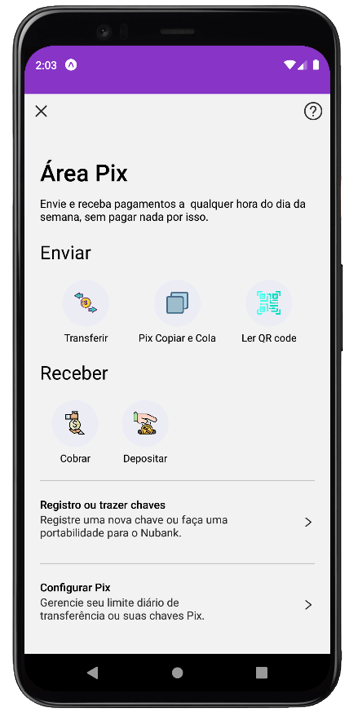 2:03
Área Pix
Envie e receba pagamentos a  qualquer hora do dia da
semana, sem pagar nada por isso.
Enviar
Transferir
Pix Copiar e Cola
Ler QR code
Receber
Cobrar
Depositar
Registro ou trazer chaves
Registre uma nova chave ou faça uma
portabilidade para o Nubank.
Configurar Pix
Gerencie seu limite diário de
transferência ou suas chaves Pix.